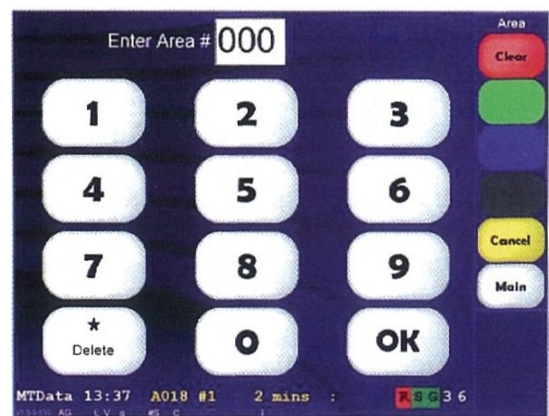 Area
Enter Area # 000
Clear
1 2 3
4 5 6
Cancel
7 8 9
Main
* 0 OK
Delete
MTData 13:37 A018 #1 2 mins : R S G 3 6